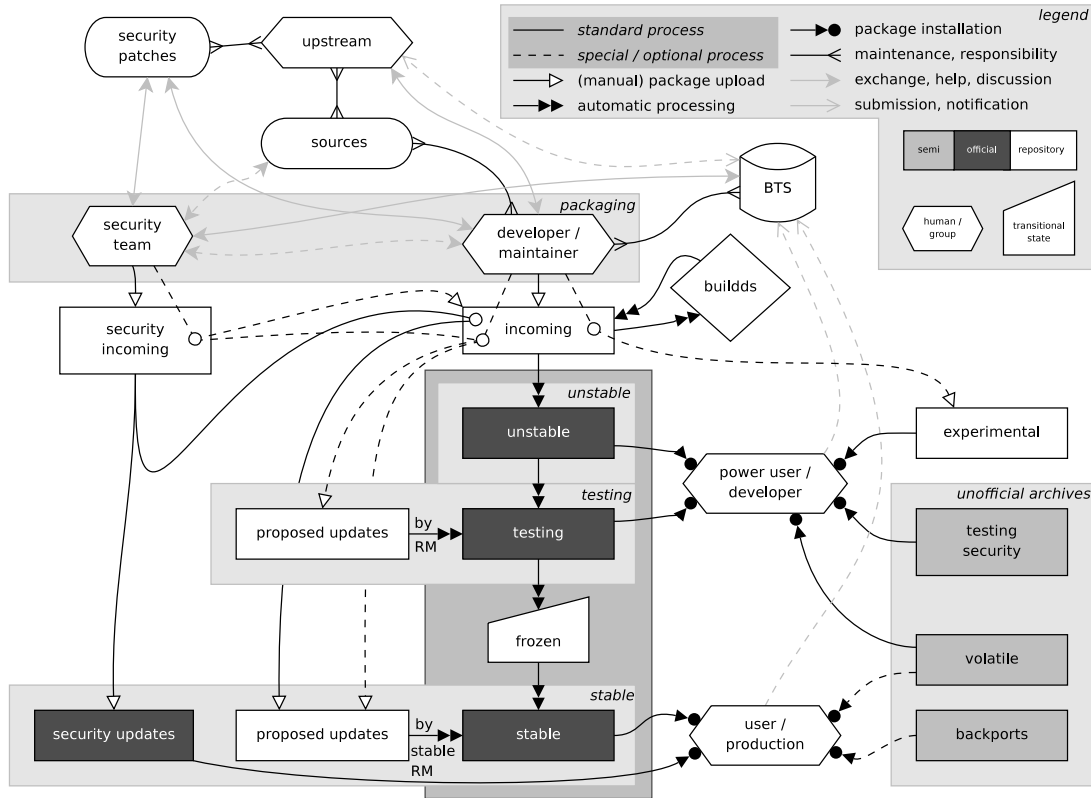 legend
standard process
special / optional process
(manual) package upload
automatic processing
package installation
maintenance, responsibility
exchange, help, discussion
submission, notification
semi
official
repository
human /
group
transitional
state
security
patches
upstream
sources
BTS
packaging
security
team
developer /
maintainer
buildds
security
incoming
incoming
unstable
unstable
experimental
power user /
developer
testing
unofficial archives
proposed updates
by
RM
testing
testing
security
frozen
volatile
stable
security updates
proposed updates
by
stable
RM
stable
user /
production
backports